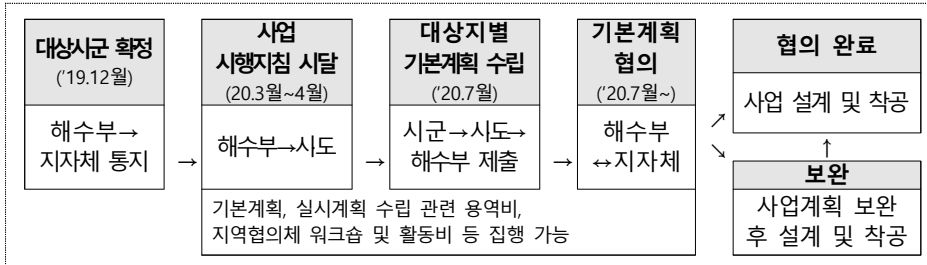 대상시군 확정
('19.12월)
해수부→
지자체 통지
→
사업
시행지침 시달
(20.3월~4월)
해수부→시도
→
대상지별
기본계획 수립
('20.7월)
시군→시도→
해수부 제출
→
기본계획
협의
('20.7월~)
해수부
↔지자체
기본계획, 실시계획 수립 관련 용역비,
지역협의체 워크숍 및 활동비 등 집행 가능
↗
↘
협의 완료
사업 설계 및 착공
↑
보완
사업계획 보완
후 설계 및 착공